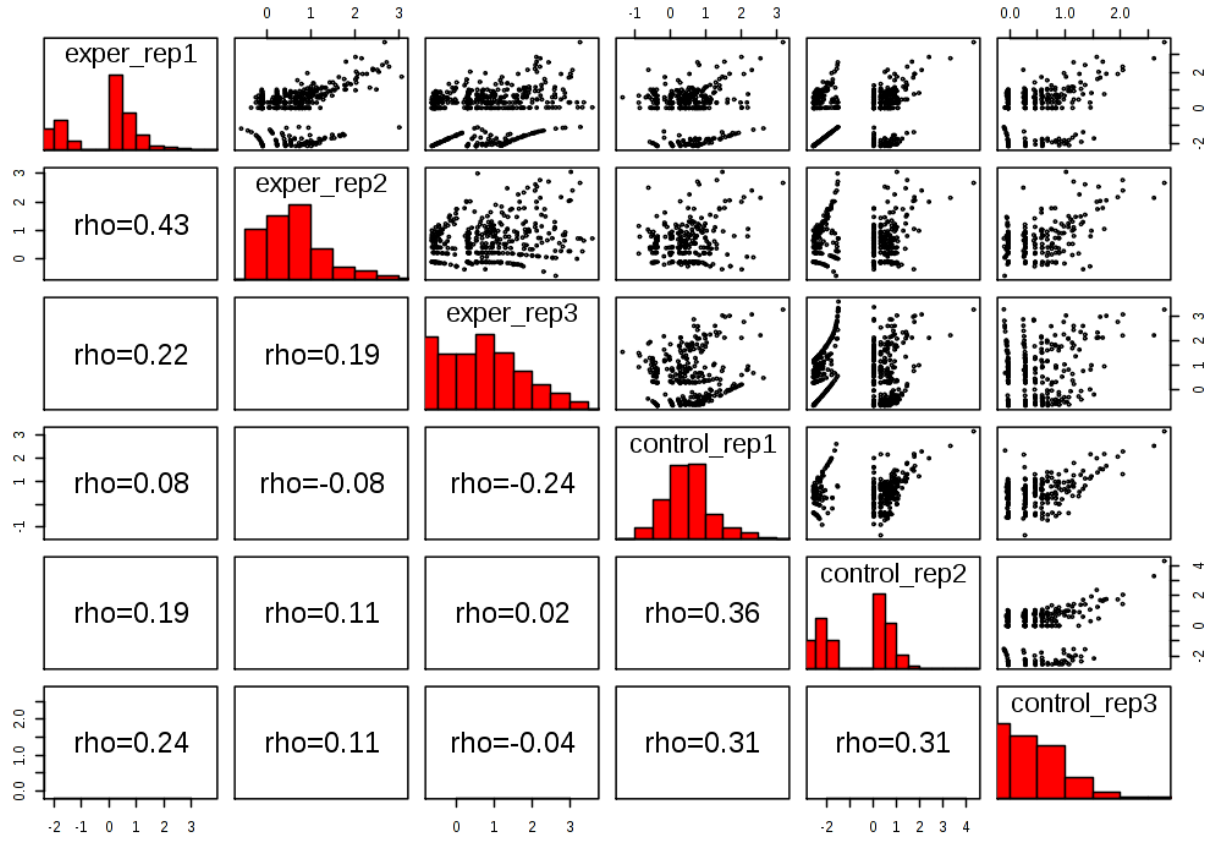 0 1 2 3 -1 0 1 2 3 0.0 1.0 2.0
exper_rep1
-2 0 2
0 1 2 3
rho=0.43
exper_rep2
rho=0.22
rho=0.19
exper_rep3
0 1 2 3
-1 1 2 3
rho=0.08
rho=-0.08
rho=-0.24
control_rep1
rho=0.19
rho=0.11
rho=0.02
rho=0.36
control_rep2
-2 0 2 4
0.0 1.0 2.0
rho=0.24
rho=0.11
rho=-0.04
rho=0.31
rho=0.31
control_rep3
-2 -1 0 1 2 3 0 1 2 3 -2 0 1 2 3 4